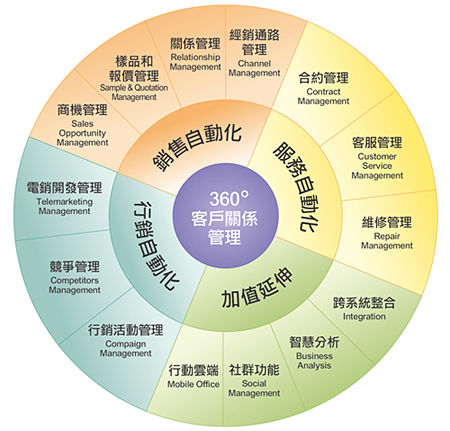 360°
客戶關係
管理
銷售自動化
商機管理
Sales
Opportunity
Management
樣品和
報價管理
Sample & Quotation
Management
關係管理
Relationship
Management
經銷通路
管理
Channel
Management
服務自動化
合約管理
Contract
Management
客服管理
Customer
Service
Management
維修管理
Repair
Management
加值延伸
跨系統整合
Integration
智慧分析
Business
Analysis
社群功能
Social
Management
行動雲端
Mobile Office
行銷自動化
行銷活動管理
Compaign
Management
競爭管理
Competitors
Management
電銷開發管理
Telemarketing
Management